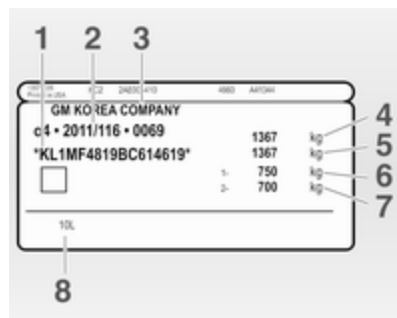 1 2 3
GM KOREA COMPANY
c4 • 2011/116 • 0069
1367 kg 4
*KL1MF4819BC614619* 1367 kg 5
1- 750 kg 6
2- 700 kg 7
10L
8